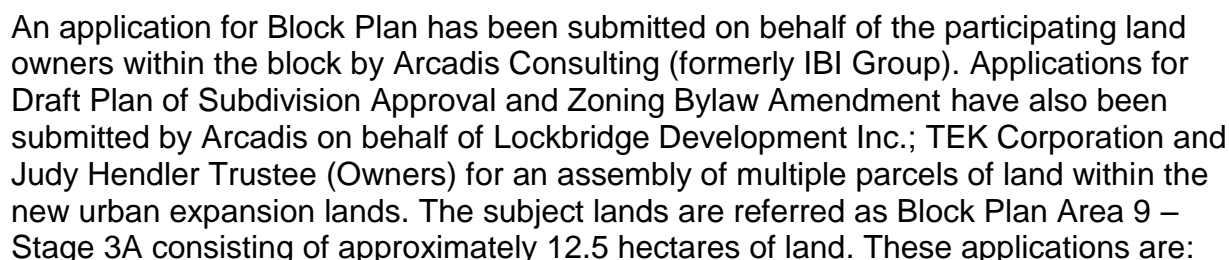 An application for Block Plan has been submitted on behalf of the participating land
owners within the block by Arcadis Consulting (formerly IBI Group). Applications for
Draft Plan of Subdivision Approval and Zoning Bylaw Amendment have also been
submitted by Arcadis on behalf of Lockbridge Development Inc.; TEK Corporation and
Judy Hendler Trustee (Owners) for an assembly of multiple parcels of land within the
new urban expansion lands. The subject lands are referred as Block Plan Area 9 –
Stage 3A consisting of approximately 12.5 hectares of land. These applications are: